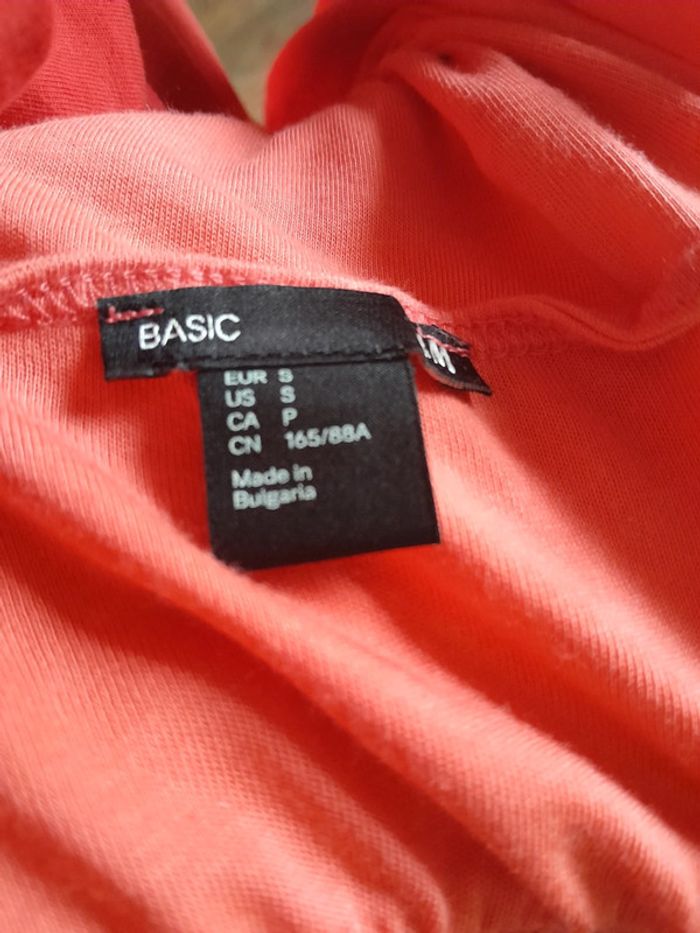 BASIC
EUR S
US S
CA P
CN 165/88A
Made in
Bulgaria